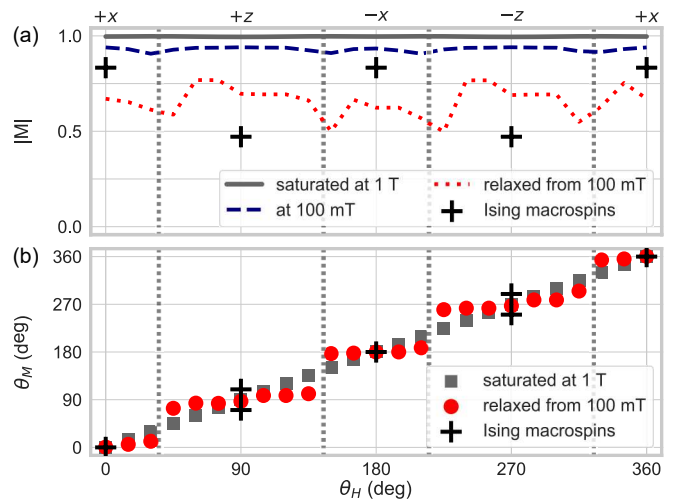 +x +z −x −z +x
(a)
1.0
0.5
0.0
|M|
saturated at 1 T
at 100 mT
relaxed from 100 mT
Ising macrospins
(b)
360
270
180
90
0
θM (deg)
saturated at 1 T
relaxed from 100 mT
Ising macrospins
0 90 180 270 360
θH (deg)